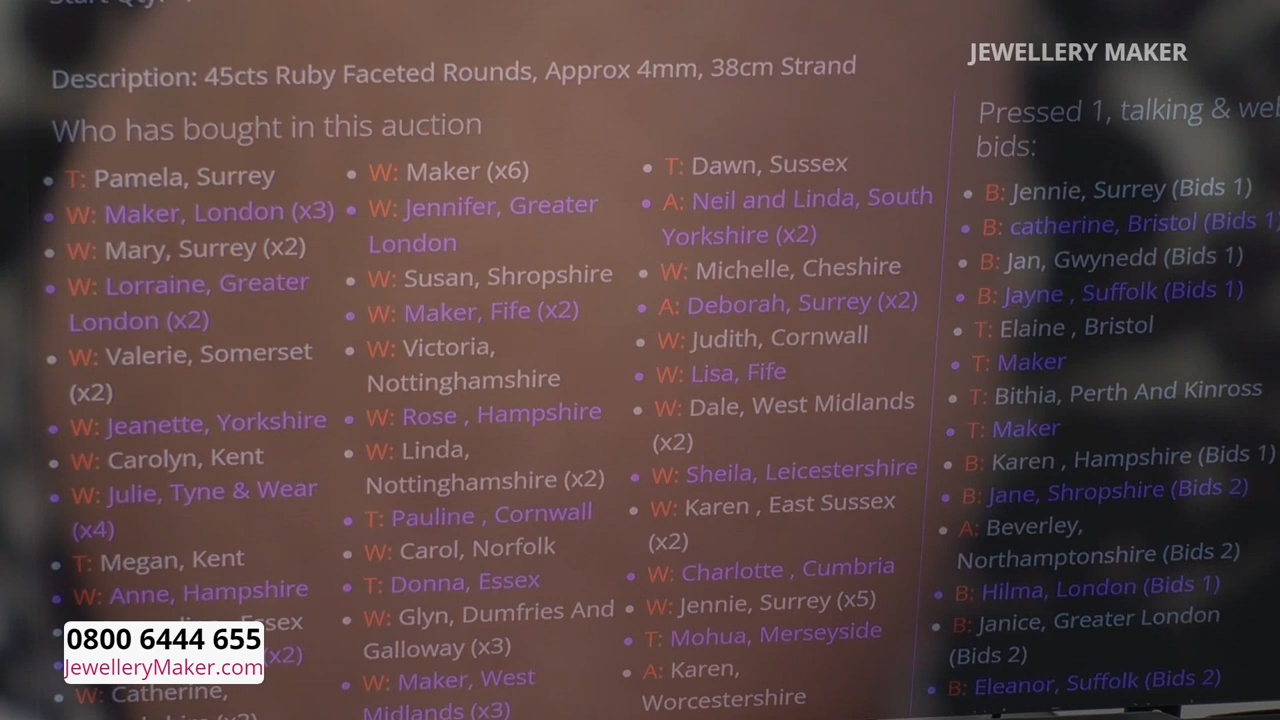 JEWELLERY MAKER
Description: 45cts Ruby Faceted Rounds, Approx 4mm, 38cm Strand
Who has bought in this auction
T: Pamela, Surrey
W: Maker, London (x3)
W: Mary, Surrey (x2)
W: Lorraine, Greater
London (x2)
W: Valerie, Somerset
(x2)
W: Jeanette, Yorkshire
W: Carolyn, Kent
W: Julie, Tyne & Wear
(x4)
T: Megan, Kent
W: Anne, Hampshire
Essex
(x2)
W: Catherine,
W: Maker (x6)
W: Jennifer, Greater
London
W: Susan, Shropshire
W: Maker, Fife (x2)
W: Victoria,
Nottinghamshire
W: Rose , Hampshire
W: Linda,
Nottinghamshire (x2)
T: Pauline , Cornwall
W: Carol, Norfolk
T: Donna, Essex
W: Glyn, Dumfries And
Galloway (x3)
W: Maker, West
Midlands (x3)
T: Dawn, Sussex
A: Neil and Linda, South
Yorkshire (x2)
W: Michelle, Cheshire
A: Deborah, Surrey (x2)
W: Judith, Cornwall
W: Lisa, Fife
W: Dale, West Midlands
(x2)
W: Sheila, Leicestershire
W: Karen , East Sussex
(x2)
W: Charlotte , Cumbria
W: Jennie, Surrey (x5)
T: Mohua, Merseyside
A: Karen,
Worcestershire
Pressed 1, talking & we
bids:
B: Jennie, Surrey (Bids 1)
B: catherine, Bristol (Bids 1)
B: Jan, Gwynedd (Bids 1)
B: Jayne , Suffolk (Bids 1)
T: Elaine , Bristol
T: Maker
T: Bithia, Perth And Kinross
T: Maker
B: Karen , Hampshire (Bids 1)
B: Jane, Shropshire (Bids 2)
A: Beverley,
Northamptonshire (Bids 2)
B: Hilma, London (Bids 1)
B: Janice, Greater London
(Bids 2)
B: Eleanor, Suffolk (Bids 2)
0800 6444 655
JewelleryMaker.com